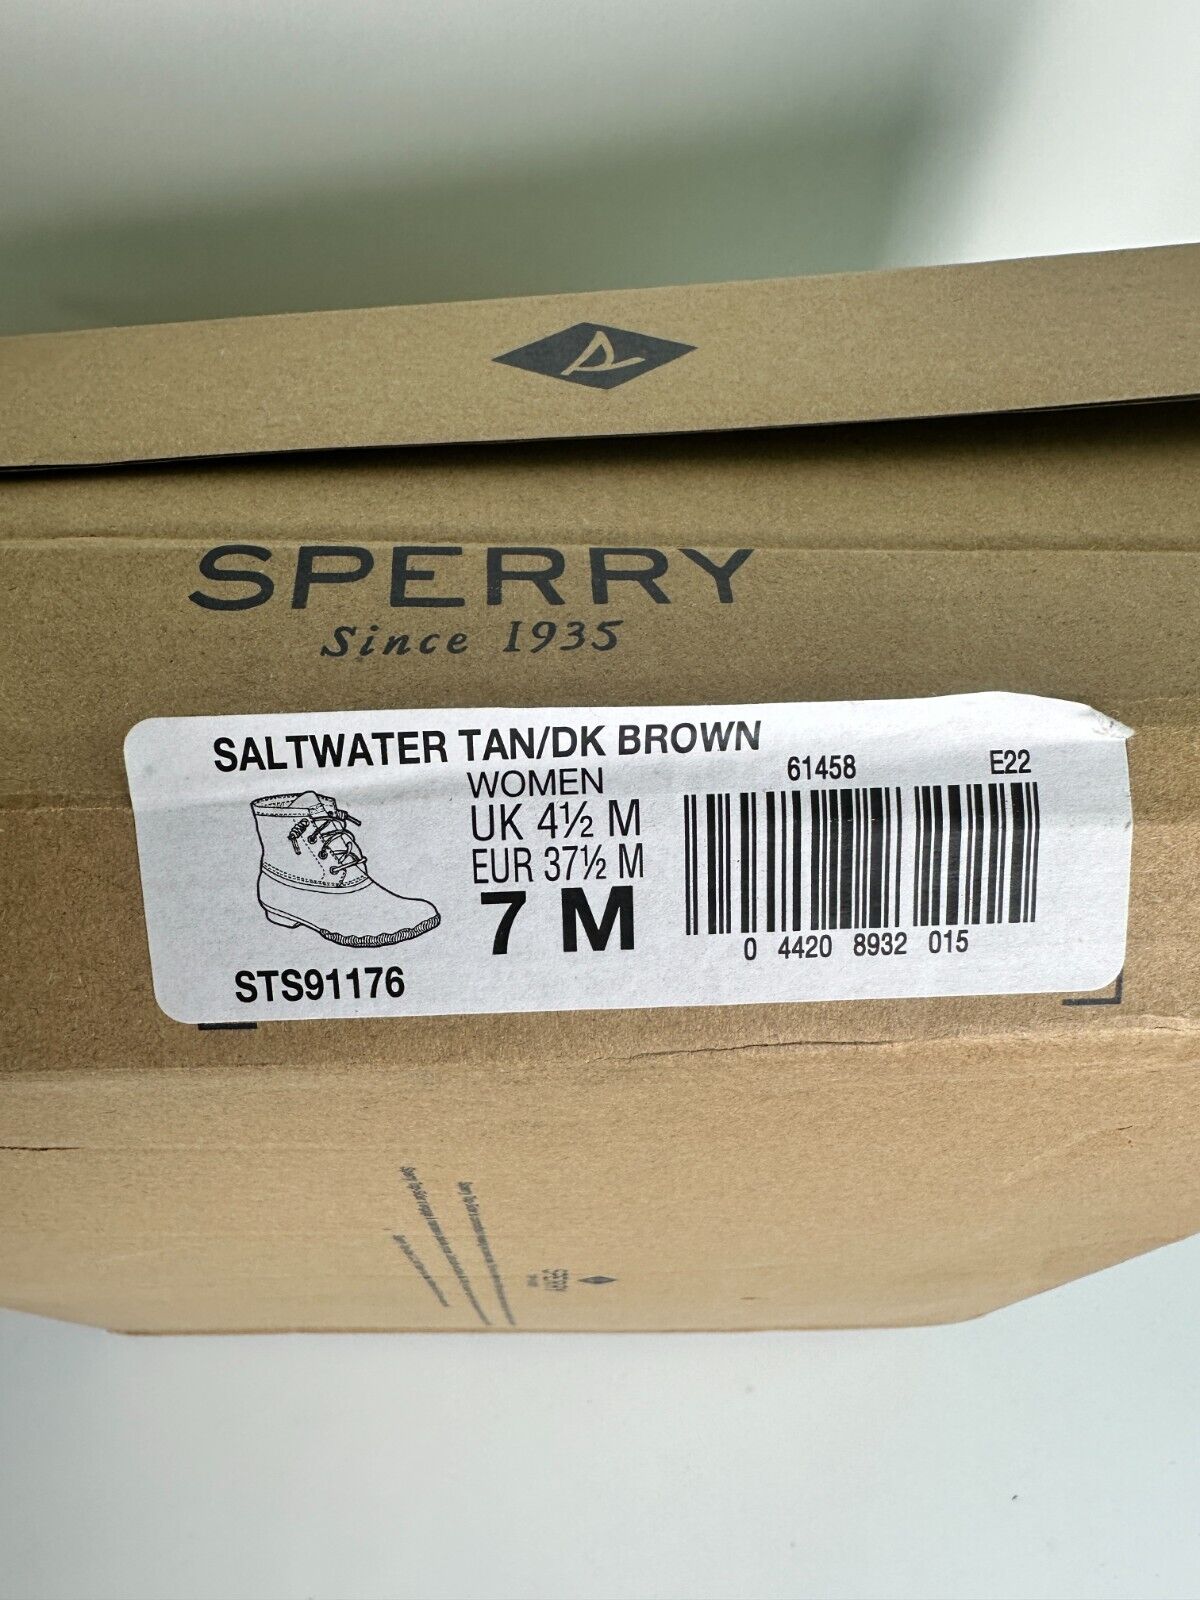 SPERRY
Since 1935
SALTWATER TAN/DK BROWN
WOMEN
UK 4½ M
EUR 37½ M
7 M
STS91176
61458 E22
0 4420 8932 015
SPERRY